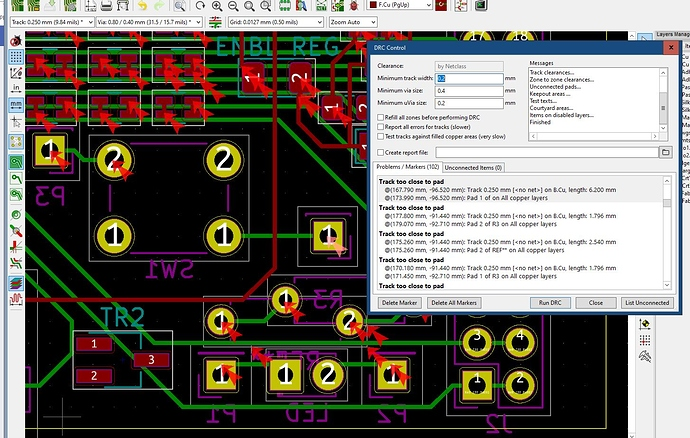 Track: 0.250 mm (9.84 mils) *
Via: 0.80 / 0.40 mm (31.5 / 15.7 mils) *
Grid: 0.0127 mm (0.50 mils)
Zoom Auto
F.Cu (PgUp)
Layers Manager
in
mm
ENBL REG
17
18
1
2
1
1
P3
2
2
1
1
SW1
1
R3
1
1
2
2
TR2
1
2
3
1
1
2
1
P1
LED
P2
3
4
1
2
J2
DRC Control
Clearance:
by Netclass
Minimum track width:
0.2
mm
Minimum via size:
0.4
mm
Minimum uVia size:
0.2
mm
Refill all zones before performing DRC
Report all errors for tracks (slower)
Test tracks against filled copper areas (very slow)
Create report file:
Messages
Track clearances...
Zone to zone clearances...
Unconnected pads...
Keepout areas ...
Test texts...
Courtyard areas...
Items on disabled layers...
Finished
Problems / Markers (102)
Unconnected Items (0)
Track too close to pad
@(167.790 mm, -96.520 mm): Track 0.250 mm [<no net>] on B.Cu, length: 6.200 mm
@(173.990 mm, -96.520 mm): Pad 1 of on All copper layers
Track too close to pad
@(177.800 mm, -91.440 mm): Track 0.250 mm [<no net>] on B.Cu, length: 1.796 mm
@(179.070 mm, -92.710 mm): Pad 2 of R3 on All copper layers
Track too close to pad
@(175.260 mm, -91.440 mm): Track 0.250 mm [<no net>] on B.Cu, length: 2.540 mm
@(175.260 mm, -91.440 mm): Pad 2 of REF** on All copper layers
Track too close to pad
@(170.180 mm, -91.440 mm): Track 0.250 mm [<no net>] on B.Cu, length: 1.796 mm
@(171.450 mm, -92.710 mm): Pad 1 of R3 on All copper layers
Track too close to pad
Delete Marker
Delete All Markers
Run DRC
Close
List Unconnected